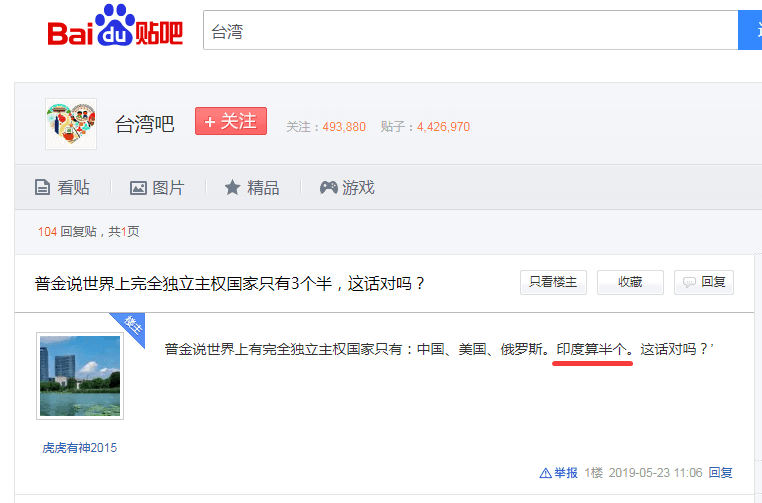 Bai du 贴吧
台湾
台湾吧
+ 关注
关注：493,880 贴子：4,426,970
看贴 图片 精品 游戏
104 回复贴，共1页
普金说世界上完全独立主权国家只有3个半，这话对吗？
只看楼主 收藏 回复
楼主
普金说世界上有完全独立主权国家只有：中国、美国、俄罗斯。印度算半个。这话对吗？'
虎虎有神2015
举报 1楼 2019-05-23 11:06 回复